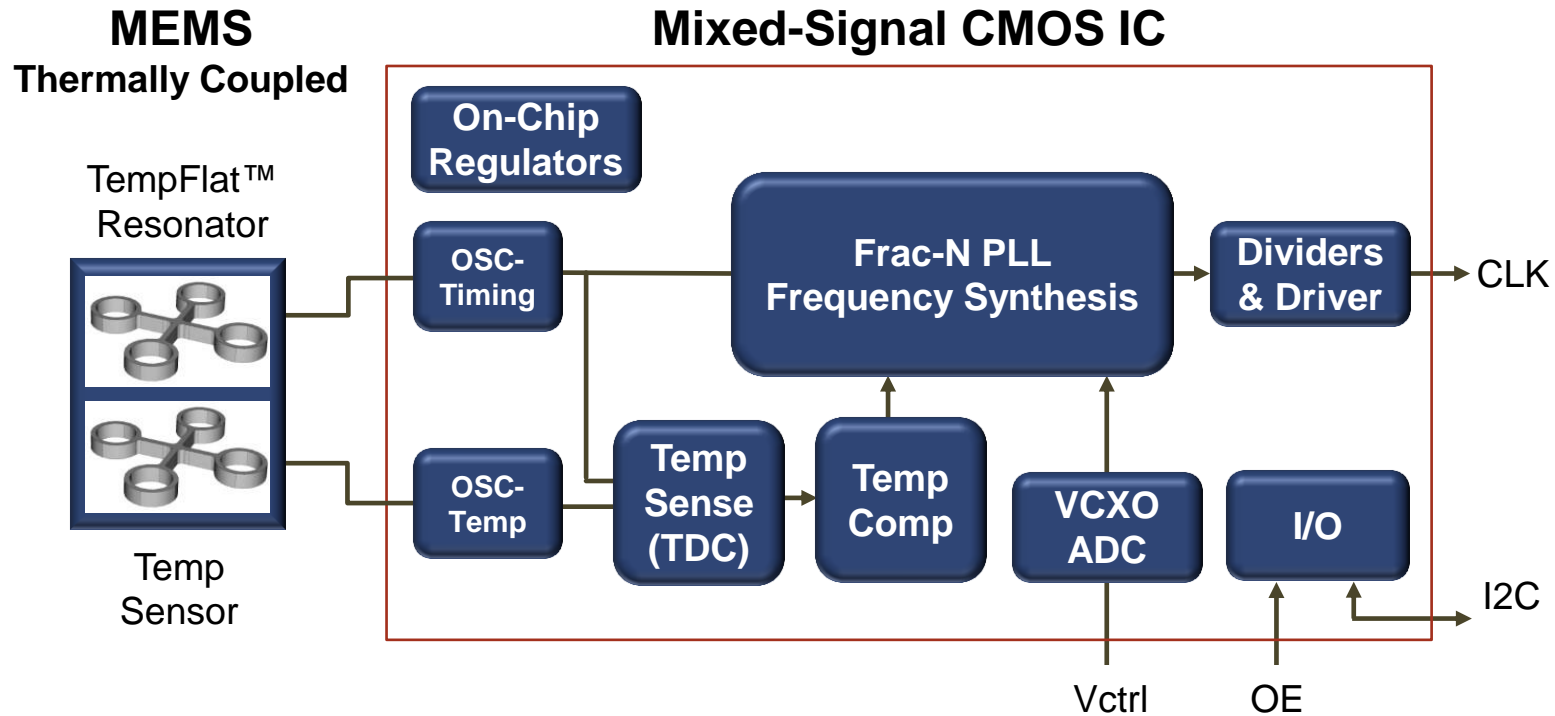 MEMS
Thermally Coupled
Mixed-Signal CMOS IC
TempFlat™
Resonator
Temp
Sensor
On-Chip
Regulators
OSC-
Timing
OSC-
Temp
Frac-N PLL
Frequency Synthesis
Dividers
& Driver
CLK
Temp
Sense
(TDC)
Temp
Comp
VCXO
ADC
I/O
I2C
Vctrl
OE